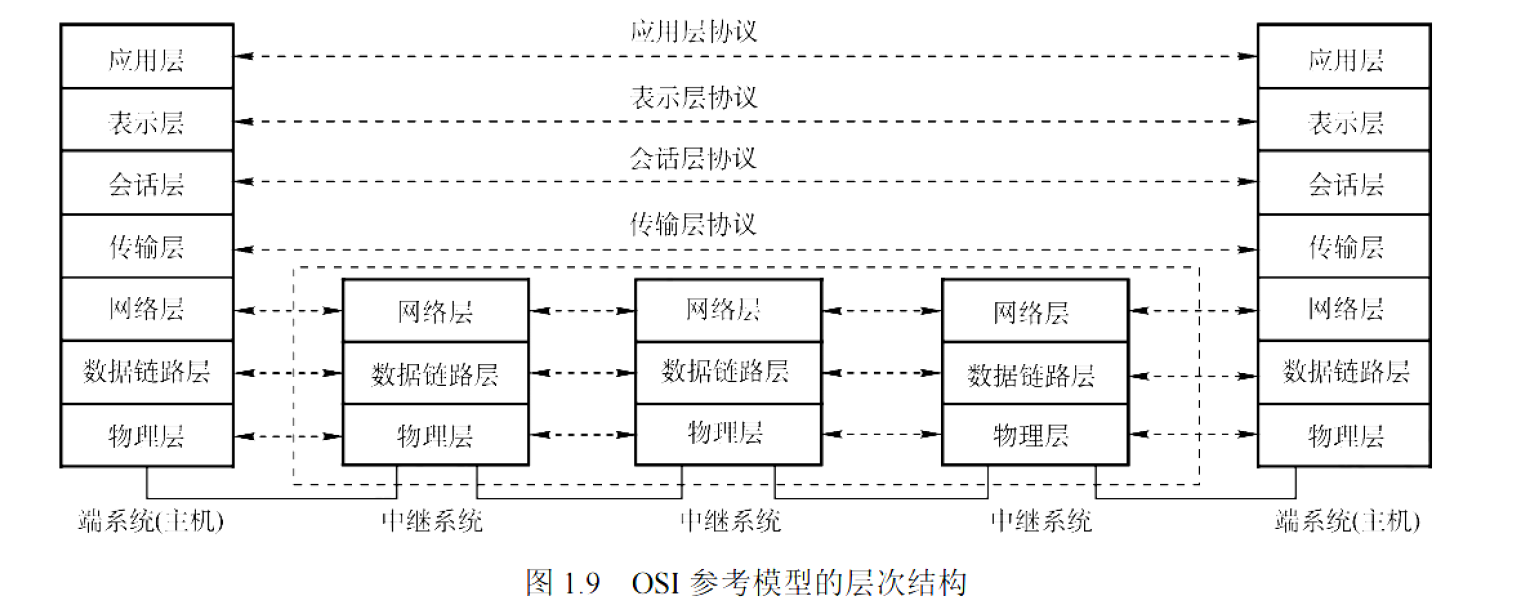 应用层协议
应用层 应用层
表示层协议
表示层 表示层
会话层协议
会话层 会话层
传输层协议
传输层 传输层
网络层 网络层 网络层 网络层 网络层
数据链路层 数据链路层 数据链路层 数据链路层 数据链路层
物理层 物理层 物理层 物理层 物理层
端系统(主机) 中继系统 中继系统 中继系统 端系统(主机)
图 1.9 OSI 参考模型的层次结构